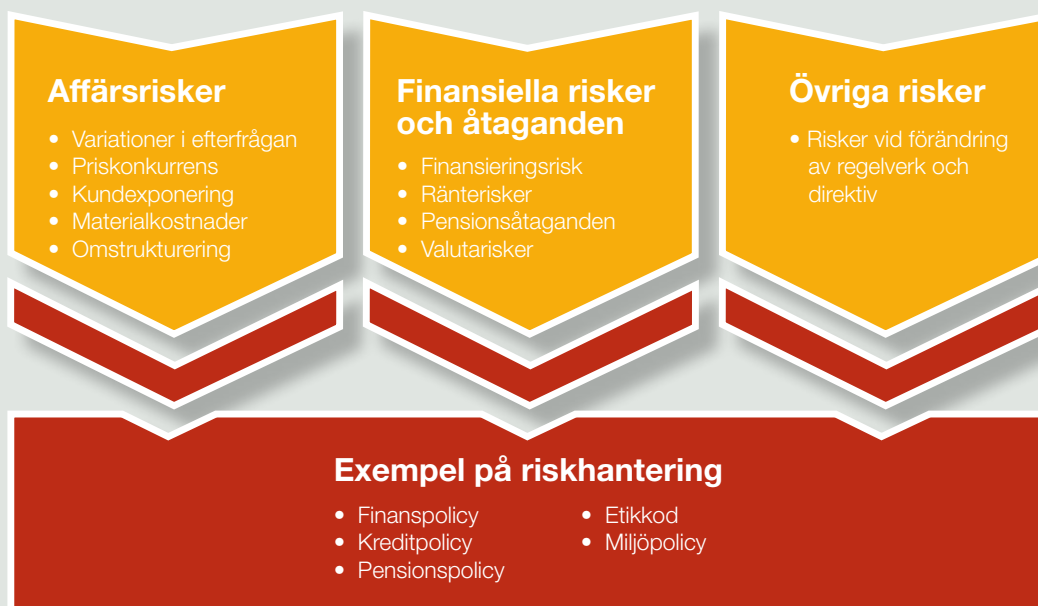 Affärsrisker
• Variationer i efterfrågan
• Priskonkurrens
• Kundexponering
• Materialkostnader
• Omstrukturering
Finansiella risker
och åtaganden
• Finansieringsrisk
• Ränterisker
• Pensionsåtaganden
• Valutarisker
Övriga risker
• Risker vid förändring
av regelverk och
direktiv
Exempel på riskhantering
• Finanspolicy
• Kreditpolicy
• Pensionspolicy
• Etikkod
• Miljöpolicy